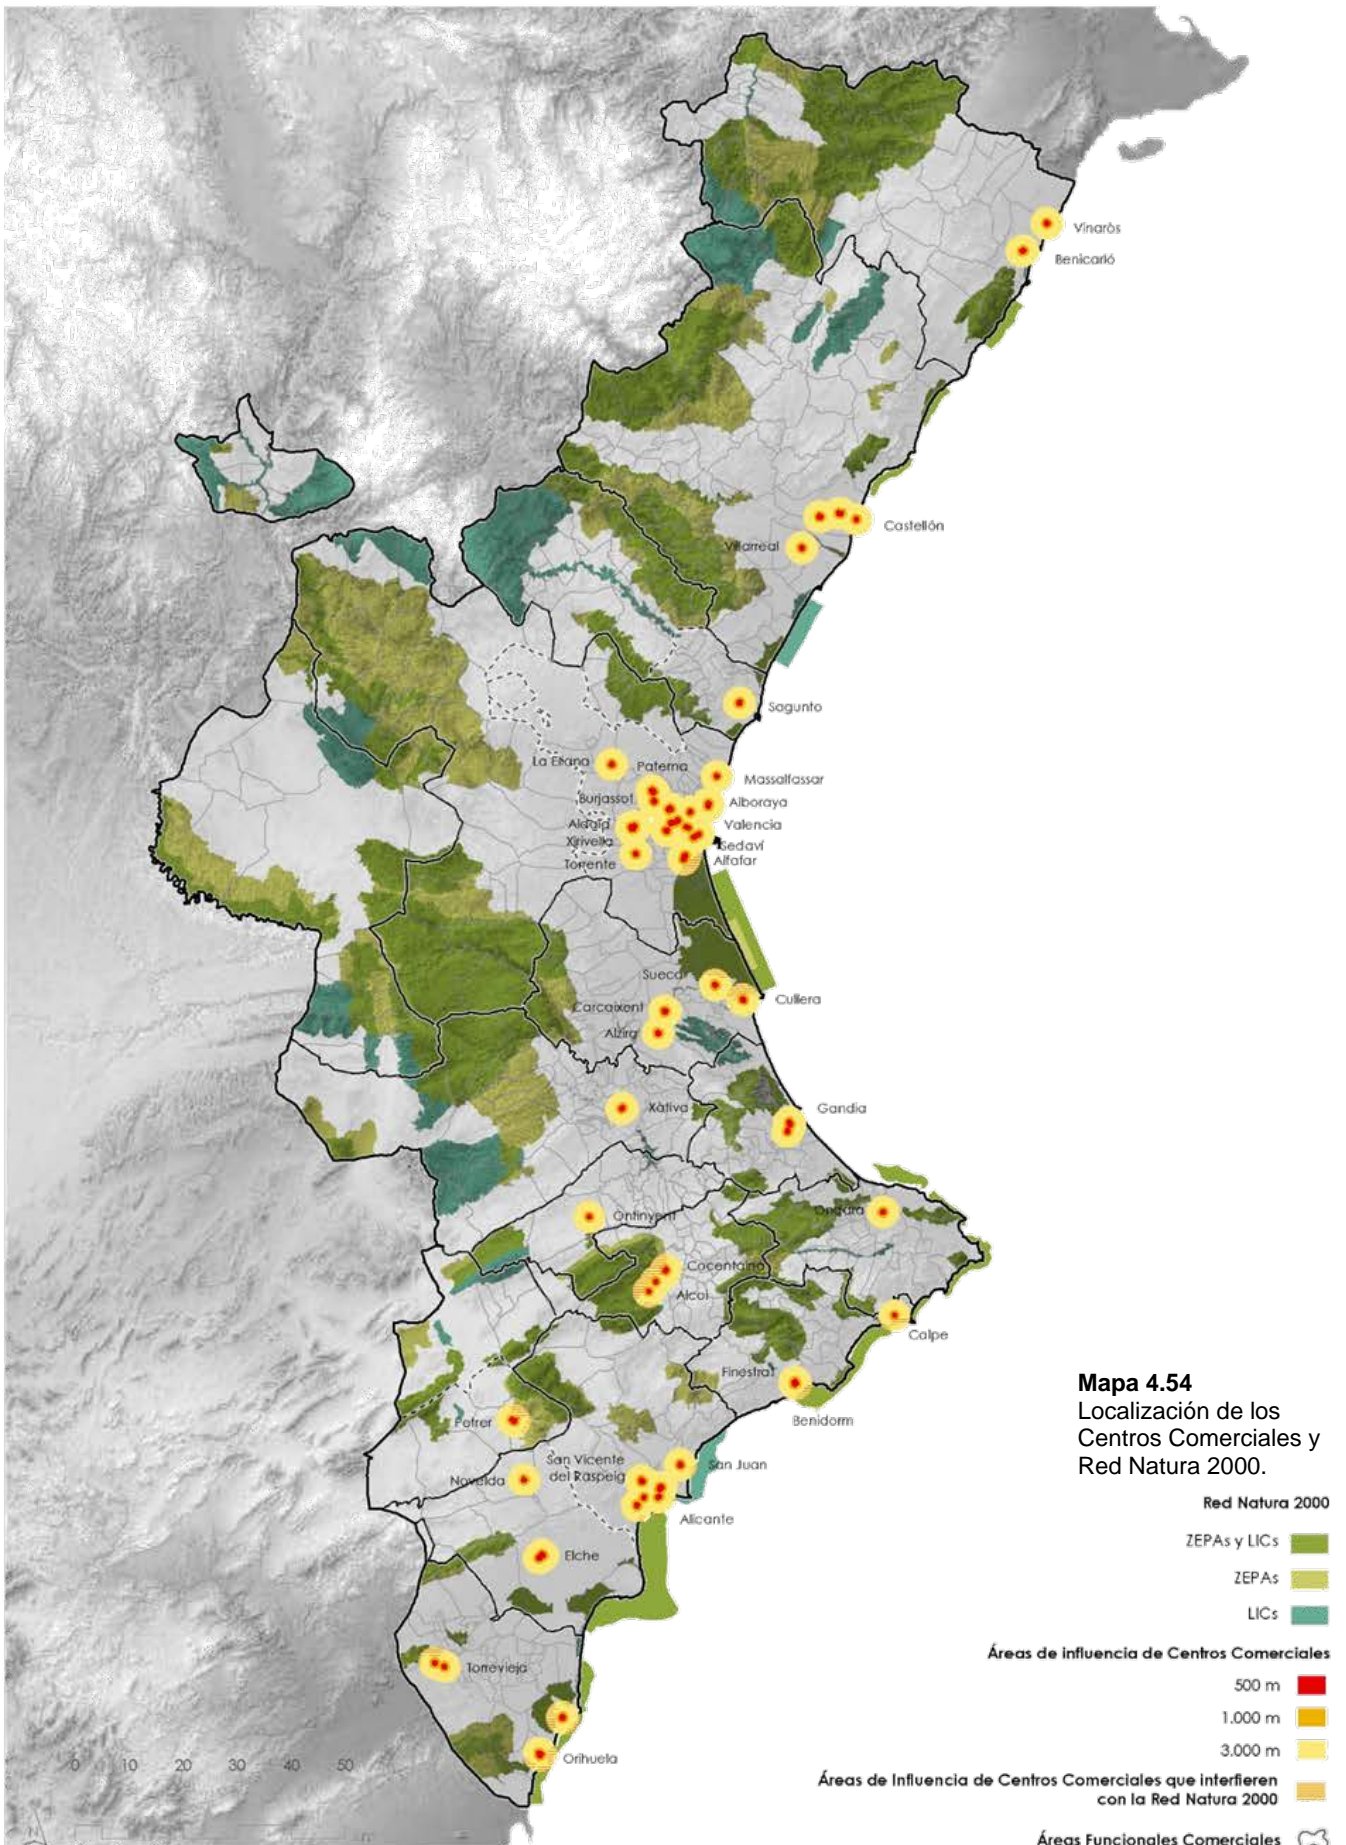 Vinaròs
Benicarló
Castellón
Villarreal
Sagunto
La Eliana
Paterna
Massalfassar
Burjassot
Alboraya
Alagip
Valencia
Xirivella
Sedaví
Torrente
Alfafar
Sueca
Cullera
Carcaixent
Alzira
Xàtiva
Gandia
Ontinyent
Ondara
Cocentaina
Alcoi
Calpe
Finestrat
Benidorm
Petrer
San Vicente
del Raspeig
San Juan
Novelda
Alicante
Elche
Torrevieja
Orihuela
0 10 20 30 40 50
Mapa 4.54
Localización de los
Centros Comerciales y
Red Natura 2000.
Red Natura 2000
ZEPAs y LICs
ZEPAs
LICs
Áreas de influencia de Centros Comerciales
500 m
1.000 m
3.000 m
Áreas de Influencia de Centros Comerciales que interfieren
con la Red Natura 2000
Áreas Funcionales Comerciales
N